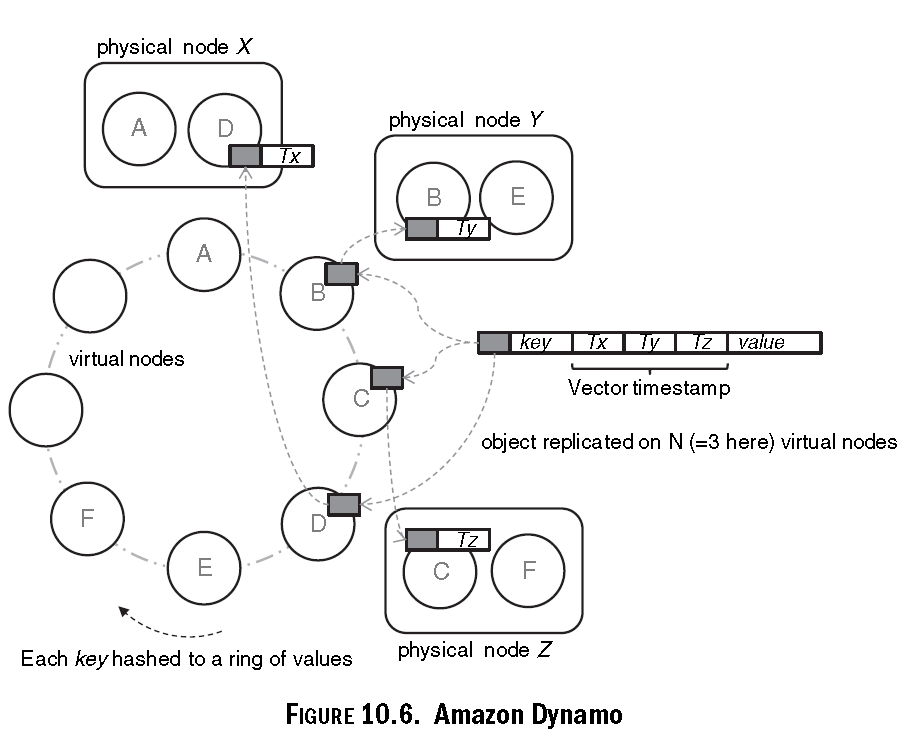 physical node X
A
D
Tx
physical node Y
B
E
Ty
A
B
virtual nodes
C
key Tx Ty Tz value
Vector timestamp
object replicated on N (=3 here) virtual nodes
F
D
E
Tz
C
F
physical node Z
Each key hashed to a ring of values
FIGURE 10.6. Amazon Dynamo